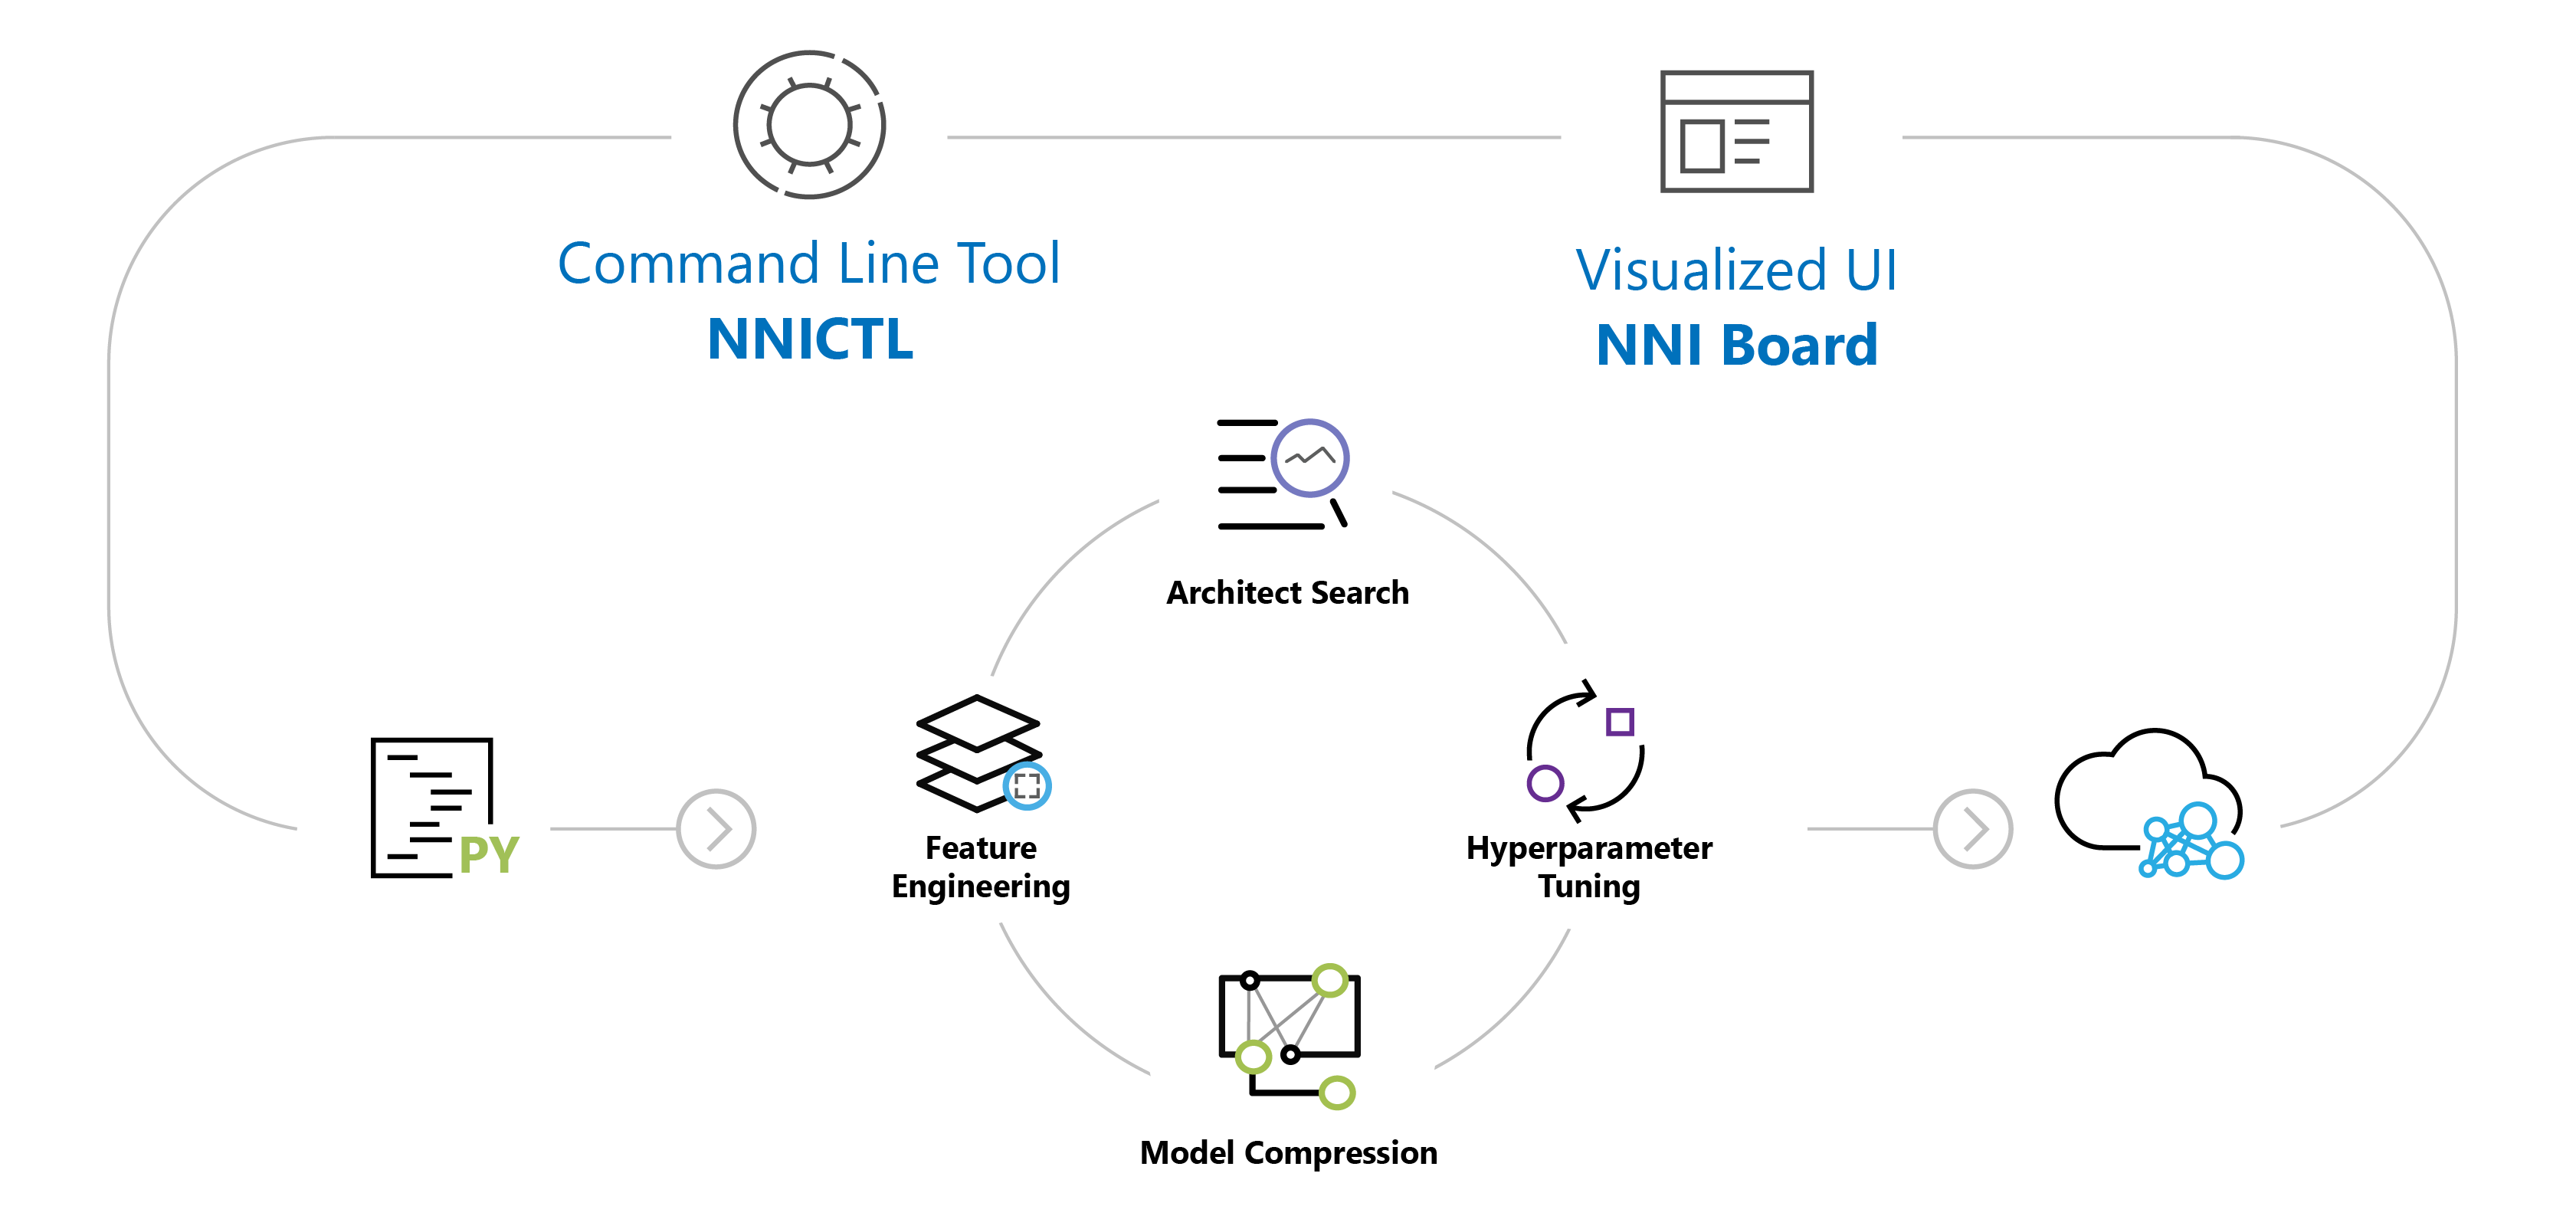 Command Line Tool
NNICTL
Visualized UI
NNI Board
Architect Search
PY
Feature
Engineering
Hyperparameter
Tuning
Model Compression